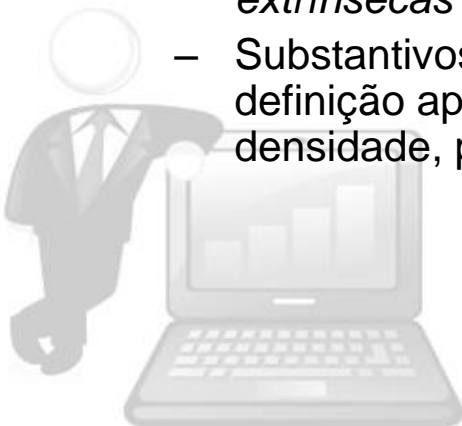 extrínsecas
– Substantivos
definição ap
densidade, p